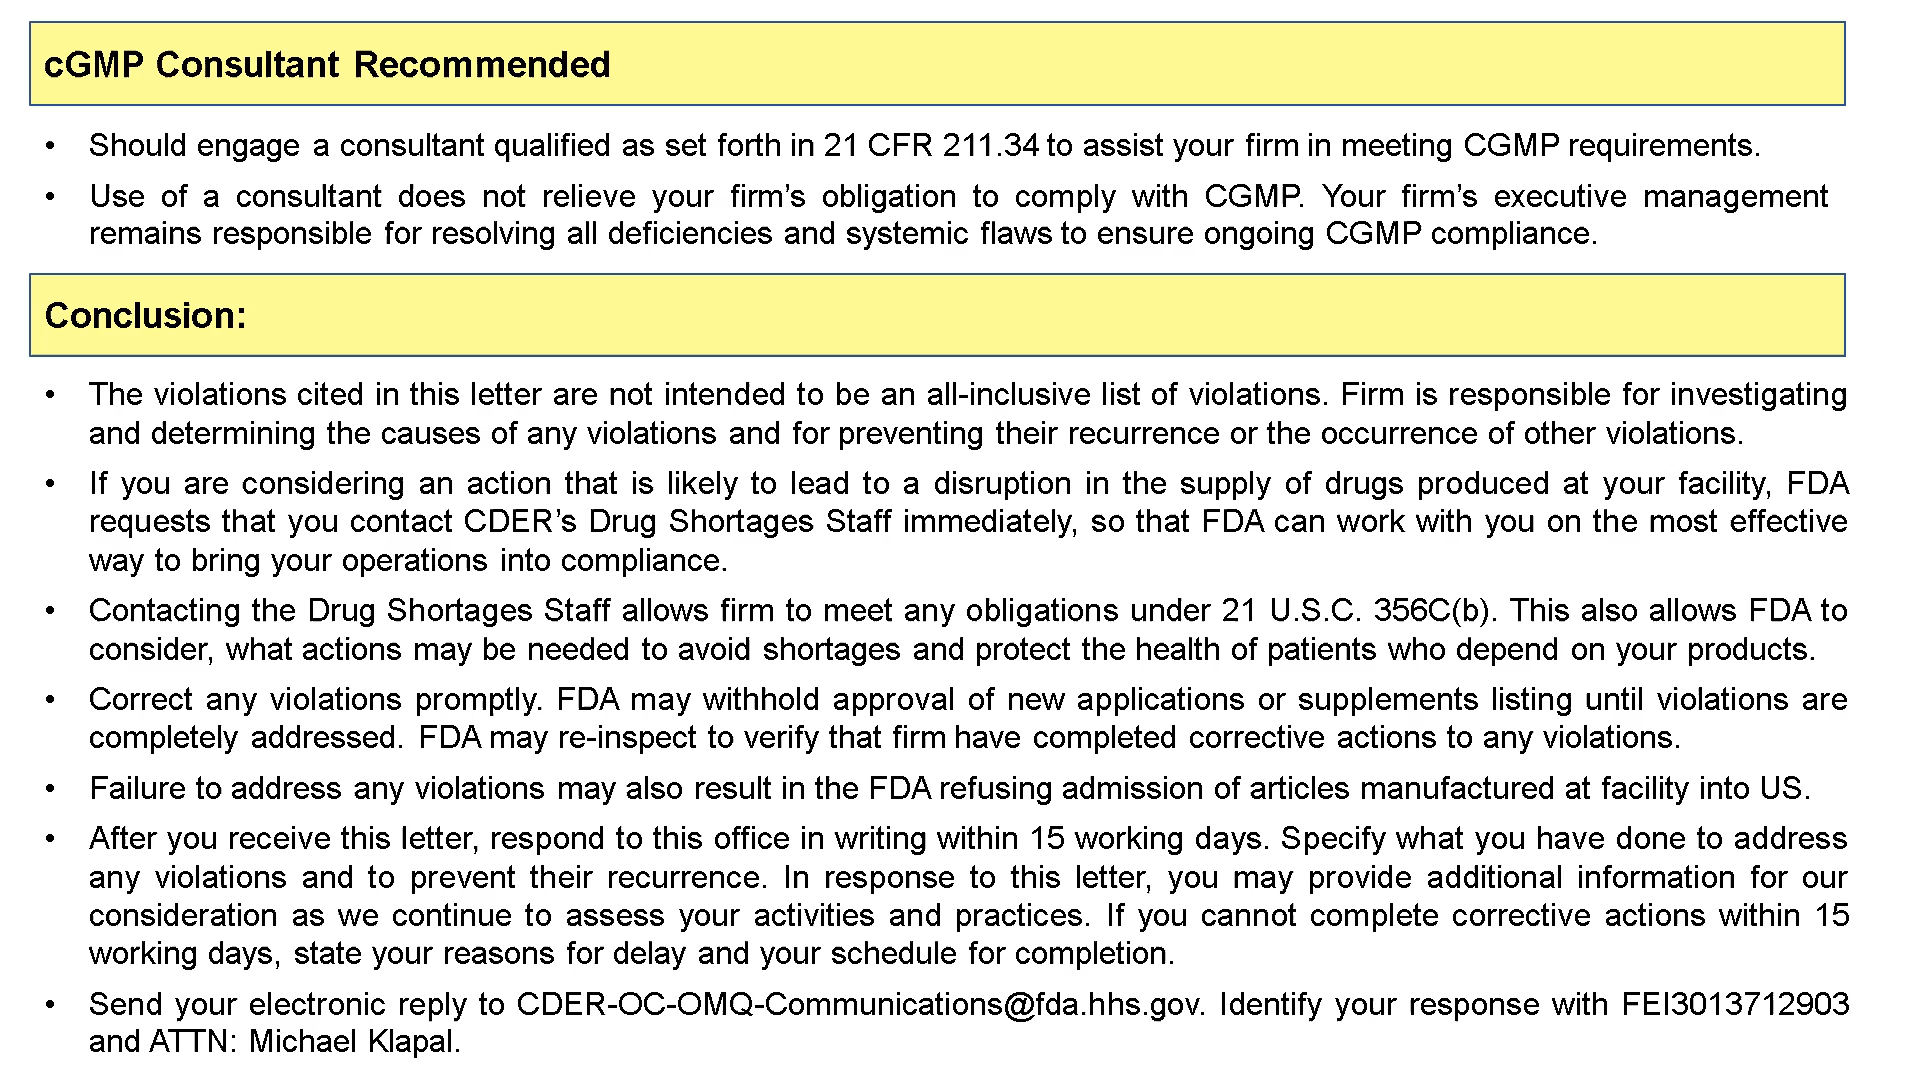 cGMP Consultant Recommended
• Should engage a consultant qualified as set forth in 21 CFR 211.34 to assist your firm in meeting CGMP requirements.
• Use of a consultant does not relieve your firm’s obligation to comply with CGMP. Your firm’s executive management
remains responsible for resolving all deficiencies and systemic flaws to ensure ongoing CGMP compliance.
Conclusion:
• The violations cited in this letter are not intended to be an all-inclusive list of violations. Firm is responsible for investigating
and determining the causes of any violations and for preventing their recurrence or the occurrence of other violations.
• If you are considering an action that is likely to lead to a disruption in the supply of drugs produced at your facility, FDA
requests that you contact CDER’s Drug Shortages Staff immediately, so that FDA can work with you on the most effective
way to bring your operations into compliance.
• Contacting the Drug Shortages Staff allows firm to meet any obligations under 21 U.S.C. 356C(b). This also allows FDA to
consider, what actions may be needed to avoid shortages and protect the health of patients who depend on your products.
• Correct any violations promptly. FDA may withhold approval of new applications or supplements listing until violations are
completely addressed. FDA may re-inspect to verify that firm have completed corrective actions to any violations.
• Failure to address any violations may also result in the FDA refusing admission of articles manufactured at facility into US.
• After you receive this letter, respond to this office in writing within 15 working days. Specify what you have done to address
any violations and to prevent their recurrence. In response to this letter, you may provide additional information for our
consideration as we continue to assess your activities and practices. If you cannot complete corrective actions within 15
working days, state your reasons for delay and your schedule for completion.
• Send your electronic reply to CDER-OC-OMQ-Communications@fda.hhs.gov. Identify your response with FEI3013712903
and ATTN: Michael Klapal.